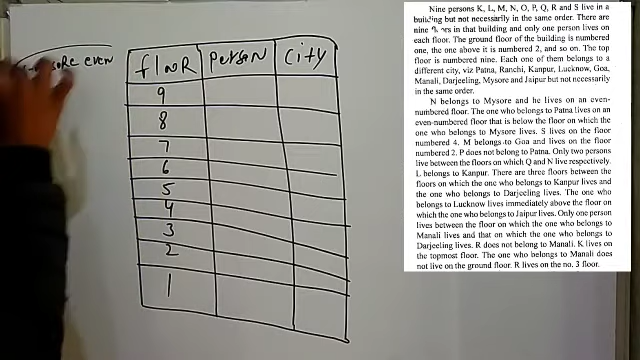 ore even
floor person city
9
8
7
6
5
4
3
2
1
Nine persons K, L, M, N, O, P, Q, R and S live in a
building but not necessarily in the same order. There are
nine in that building and only one person lives on
each floor. The ground floor of the building is numbered
one, the one above it is numbered 2, and so on. The top
floor is numbered nine. Each one of them belongs to a
different city, viz Patna, Ranchi, Kanpur, Lucknow, Goa,
Manali, Darjeeling, Mysore and Jaipur but not necessarily
in the same order.
N belongs to Mysore and he lives on an even-
numbered floor. The one who belongs to Patna lives on an
even-numbered floor that is below the floor on which the
one who belongs to Mysore lives. S lives on the floor
numbered 4. M belongs to Goa and lives on the floor
numbered 2. P does not belong to Patna. Only two persons
live between the floors on which Q and N live respectively.
L belongs to Kanpur. There are three floors between the
floors on which the one who belongs to Kanpur lives and
the one who belongs to Darjeeling lives. The one who
belongs to Lucknow lives immediately above the floor on
which the one who belongs to Jaipur lives. Only one person
lives between the floor on which the one who belongs to
Manali lives and that on which the one who belongs to
Darjeeling lives. R does not belong to Manali. K lives on
the topmost floor. The one who belongs to Manali does
not live on the ground floor. R lives on the no. 3 floor.